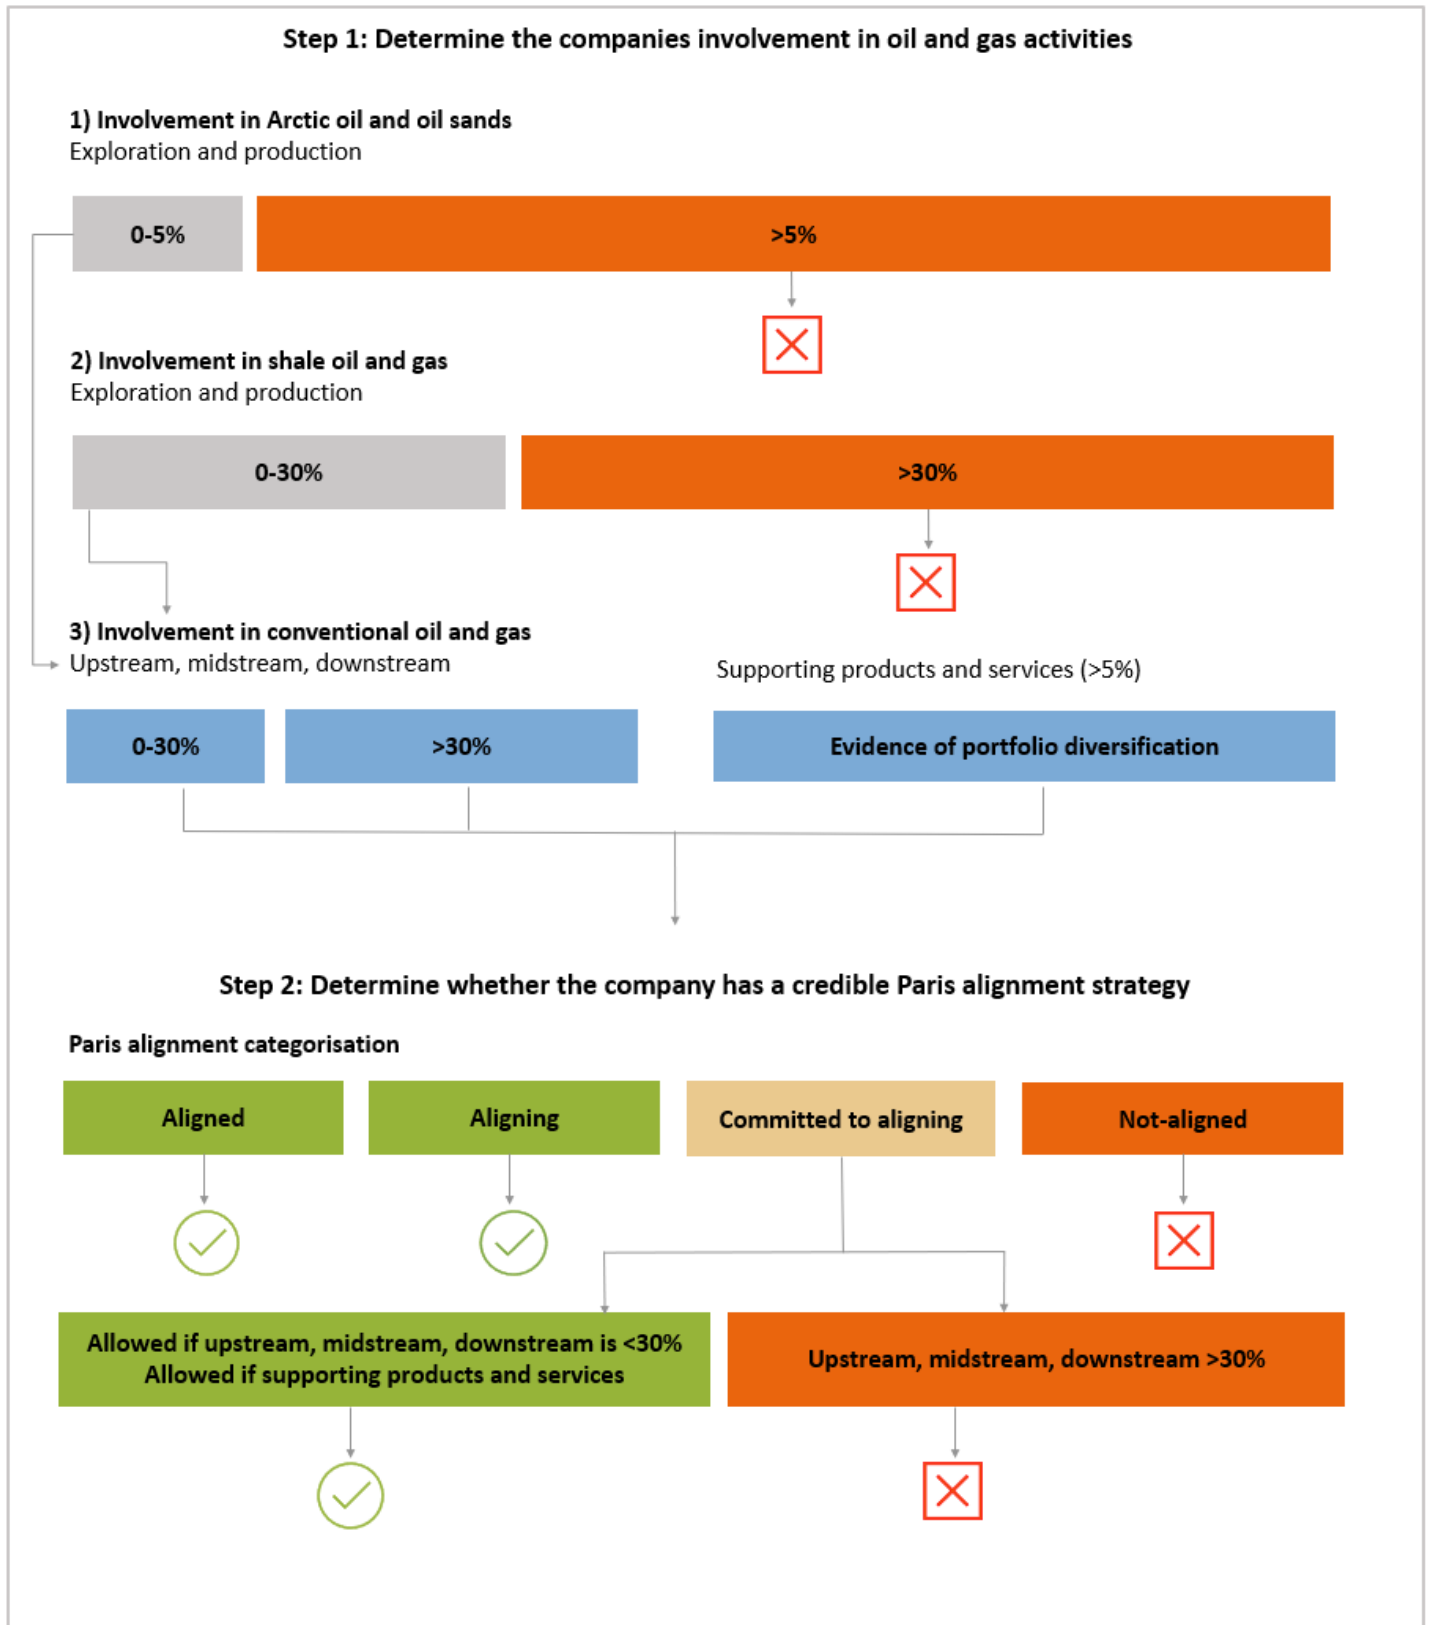 Step 1: Determine the companies involvement in oil and gas activities
1) Involvement in Arctic oil and oil sands
Exploration and production
0-5%
>5%
2) Involvement in shale oil and gas
Exploration and production
0-30%
>30%
3) Involvement in conventional oil and gas
Upstream, midstream, downstream
Supporting products and services (>5%)
0-30%
>30%
Evidence of portfolio diversification
Step 2: Determine whether the company has a credible Paris alignment strategy
Paris alignment categorisation
Aligned
Aligning
Committed to aligning
Not-aligned
Allowed if upstream, midstream, downstream is <30%
Allowed if supporting products and services
Upstream, midstream, downstream >30%